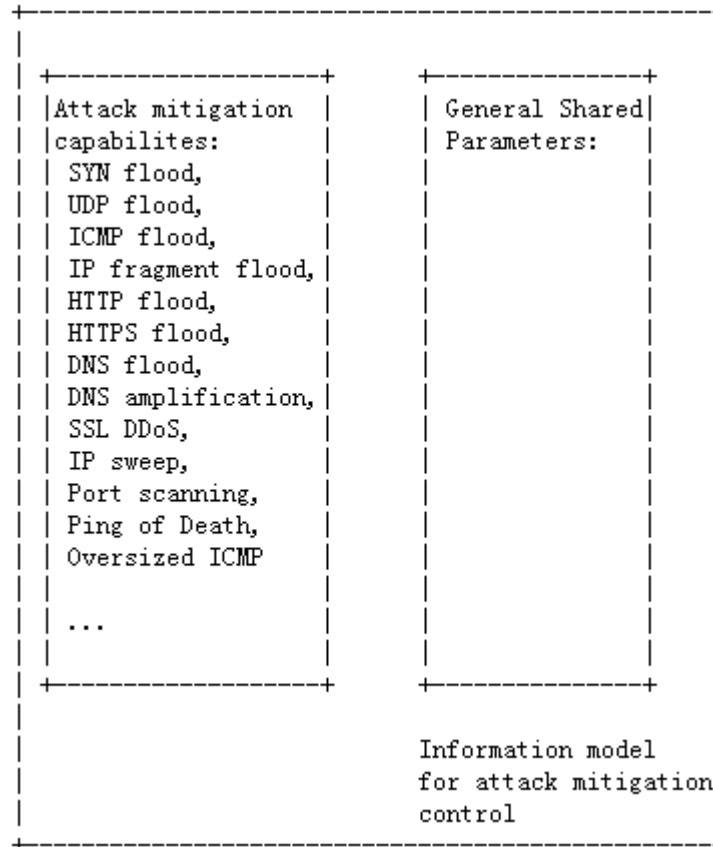 Attack mitigation
capabilites:
SYN flood,
UDP flood,
ICMP flood,
IP fragment flood,
HTTP flood,
HTTPS flood,
DNS flood,
DNS amplification,
SSL DDoS,
IP sweep,
Port scanning,
Ping of Death,
Oversized ICMP
...
General Shared
Parameters:
Information model
for attack mitigation
control